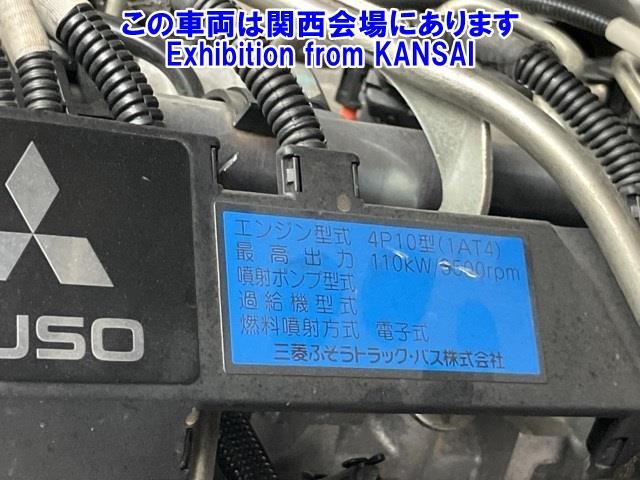 この車両は関西会場にあります
Exhibition from KANSAI
エンジン型式 4P10型(1AT4)
最高出力 110kW/3500rpm
噴射ポンプ型式
過給機型式
燃料噴射方式 電子式
三菱ふそうトラック・バス株式会社
USO